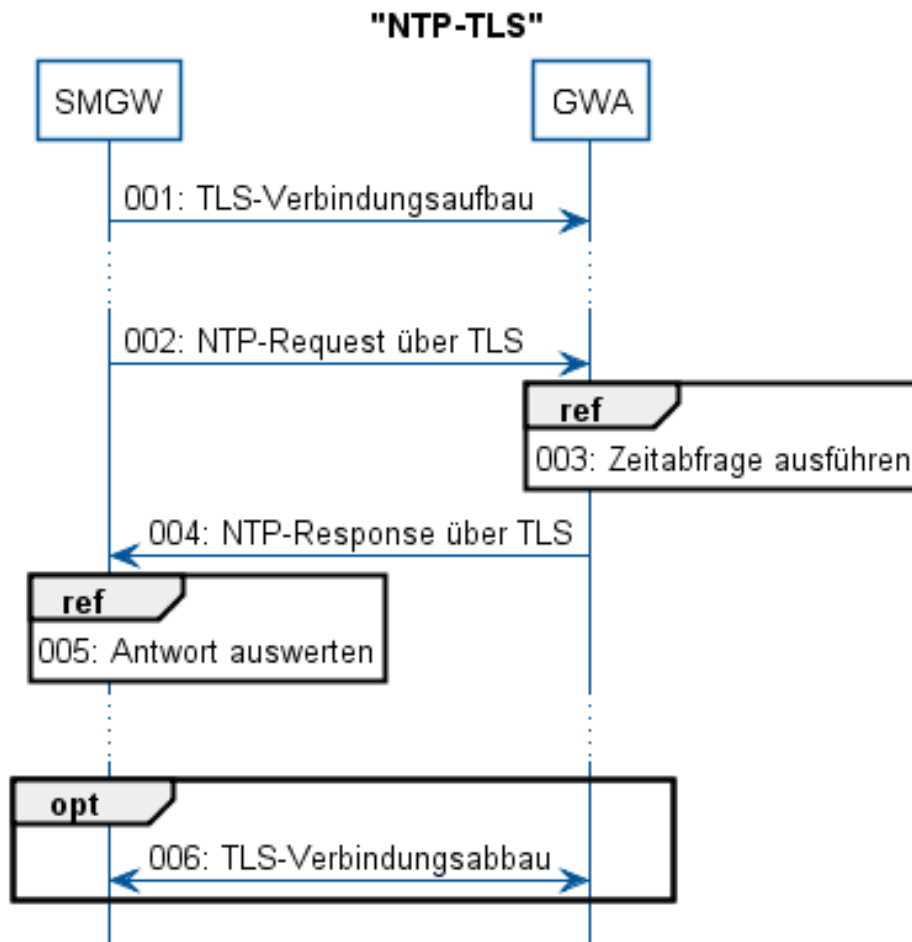 "NTP-TLS"
SMGW
GWA
001: TLS-Verbindungsaufbau
002: NTP-Request über TLS
ref
003: Zeitabfrage ausführen
004: NTP-Response über TLS
ref
005: Antwort auswerten
opt
006: TLS-Verbindungsabbau